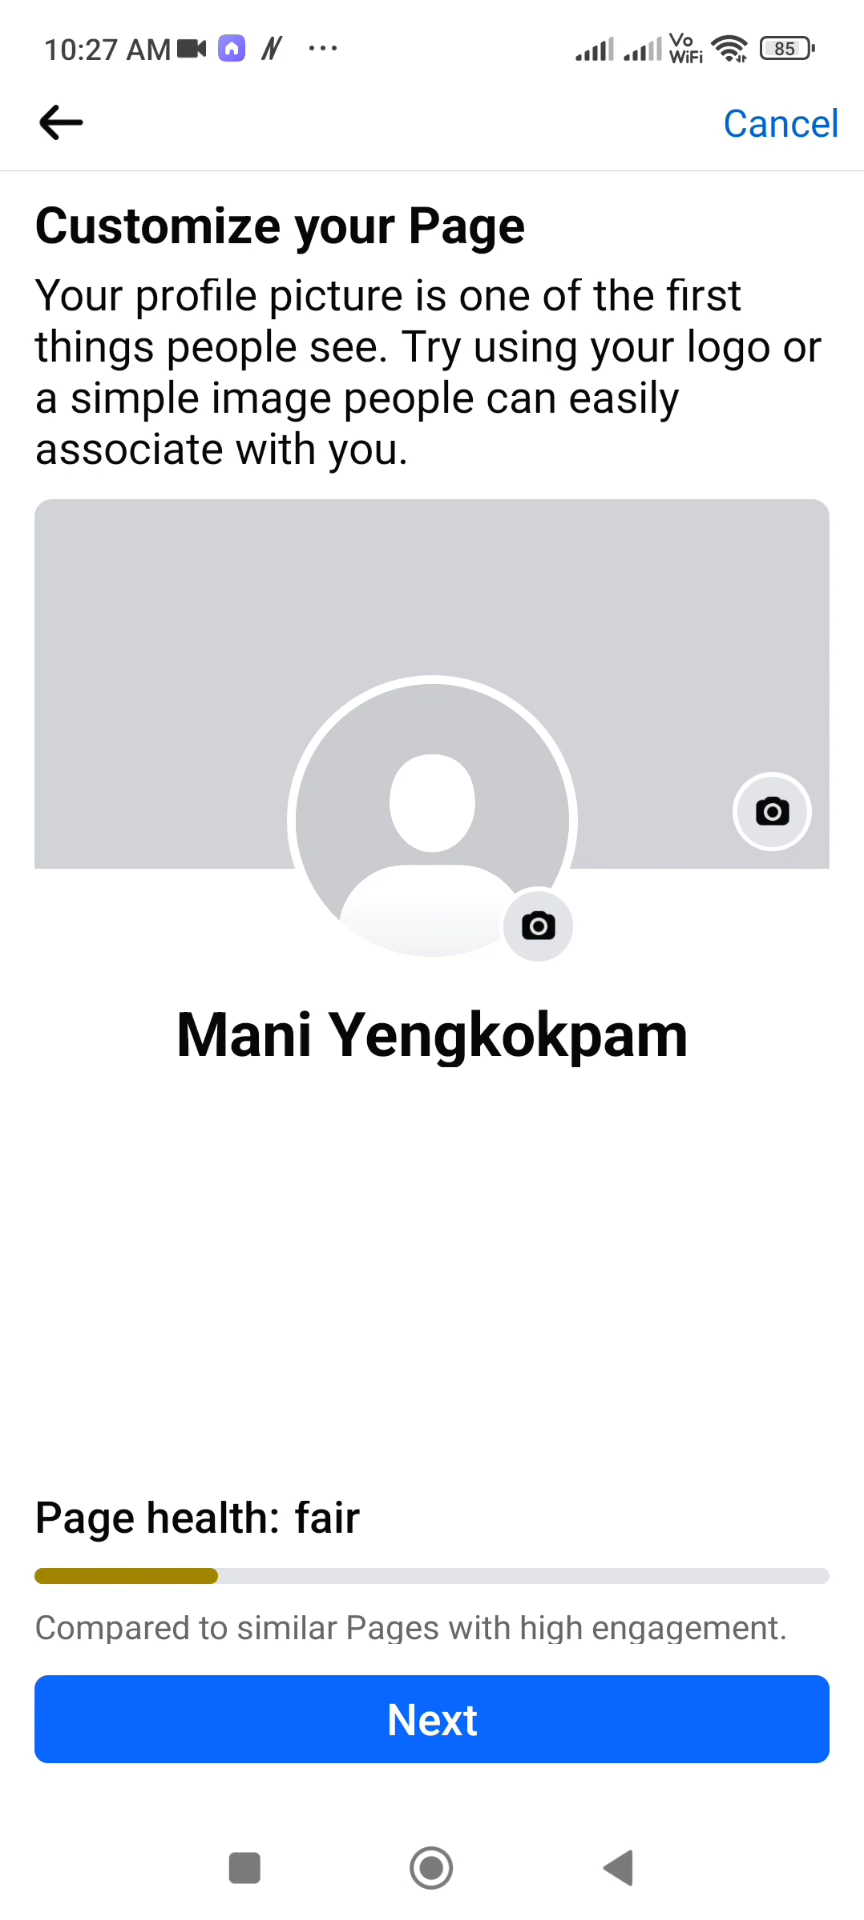 10:27 AM
Vo
WiFi
85
Cancel
Customize your Page
Your profile picture is one of the first
things people see. Try using your logo or
a simple image people can easily
associate with you.
Mani Yengkokpam
Page health: fair
Compared to similar Pages with high engagement.
Next